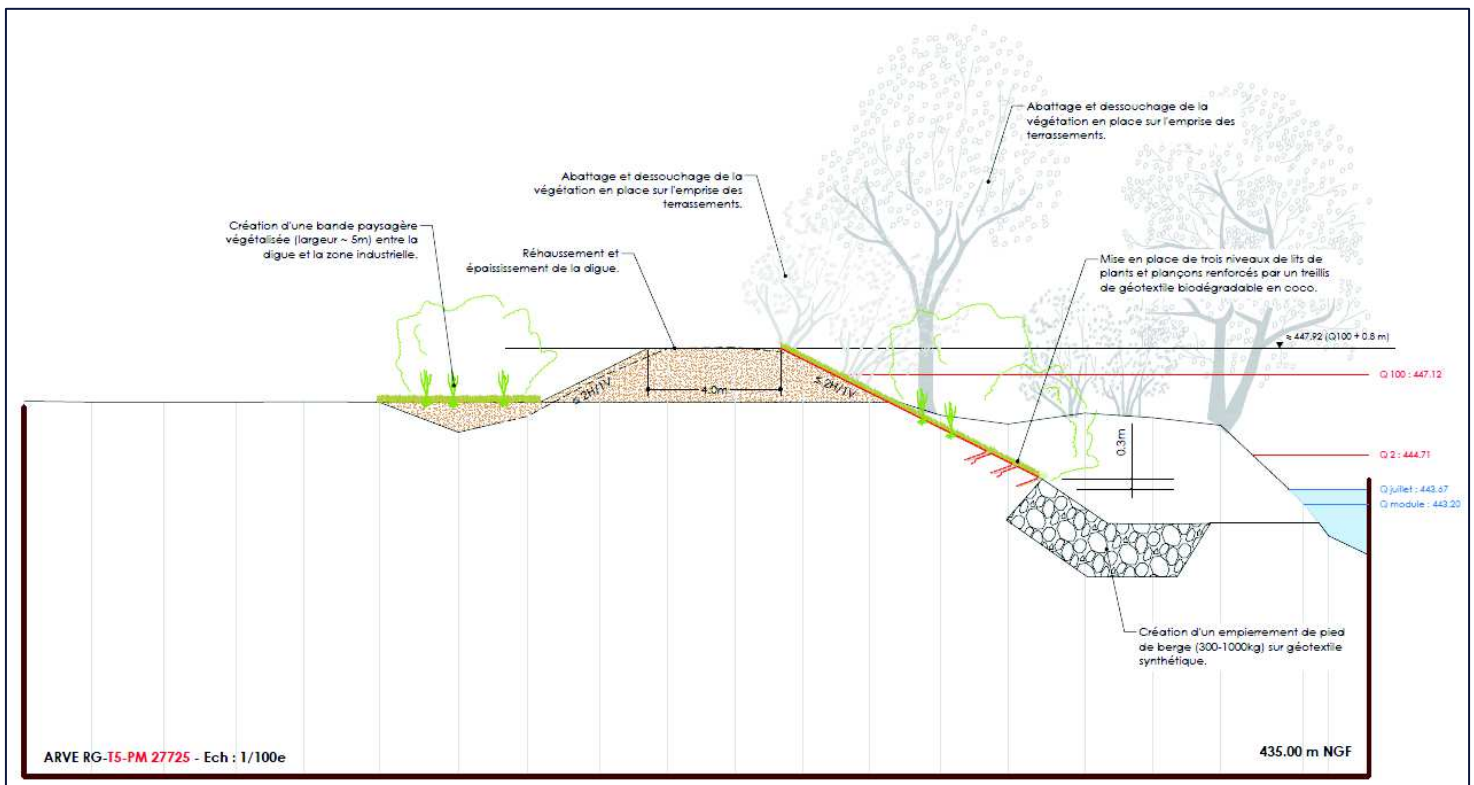 Abattage et dessouchage de la
végétation en place sur l'emprise des
terrassements.
Abattage et dessouchage de la
végétation en place sur l'emprise des
terrassements.
Création d'une bande paysagère
végétalisée (largeur ~ 5m) entre la
digue et la zone industrielle.
Réhaussement et
épaississement de la digue.
Mise en place de trois niveaux de lits de
plants et plançons renforcés par un treillis
de géotextile biodégradable en coco.
≈ 447,92 (Q100 + 0.8 m)
Q 100 : 447.12
≤ 2H/1V
4.0m
≤ 2H/1V
0.3m
Q 2 : 444.71
Q juillet : 443.67
Q module : 443.20
Création d'un empierrement de pied
de berge (300-1000kg) sur géotextile
synthétique.
ARVE RG-T5-PM 27725 - Ech : 1/100e
435.00 m NGF